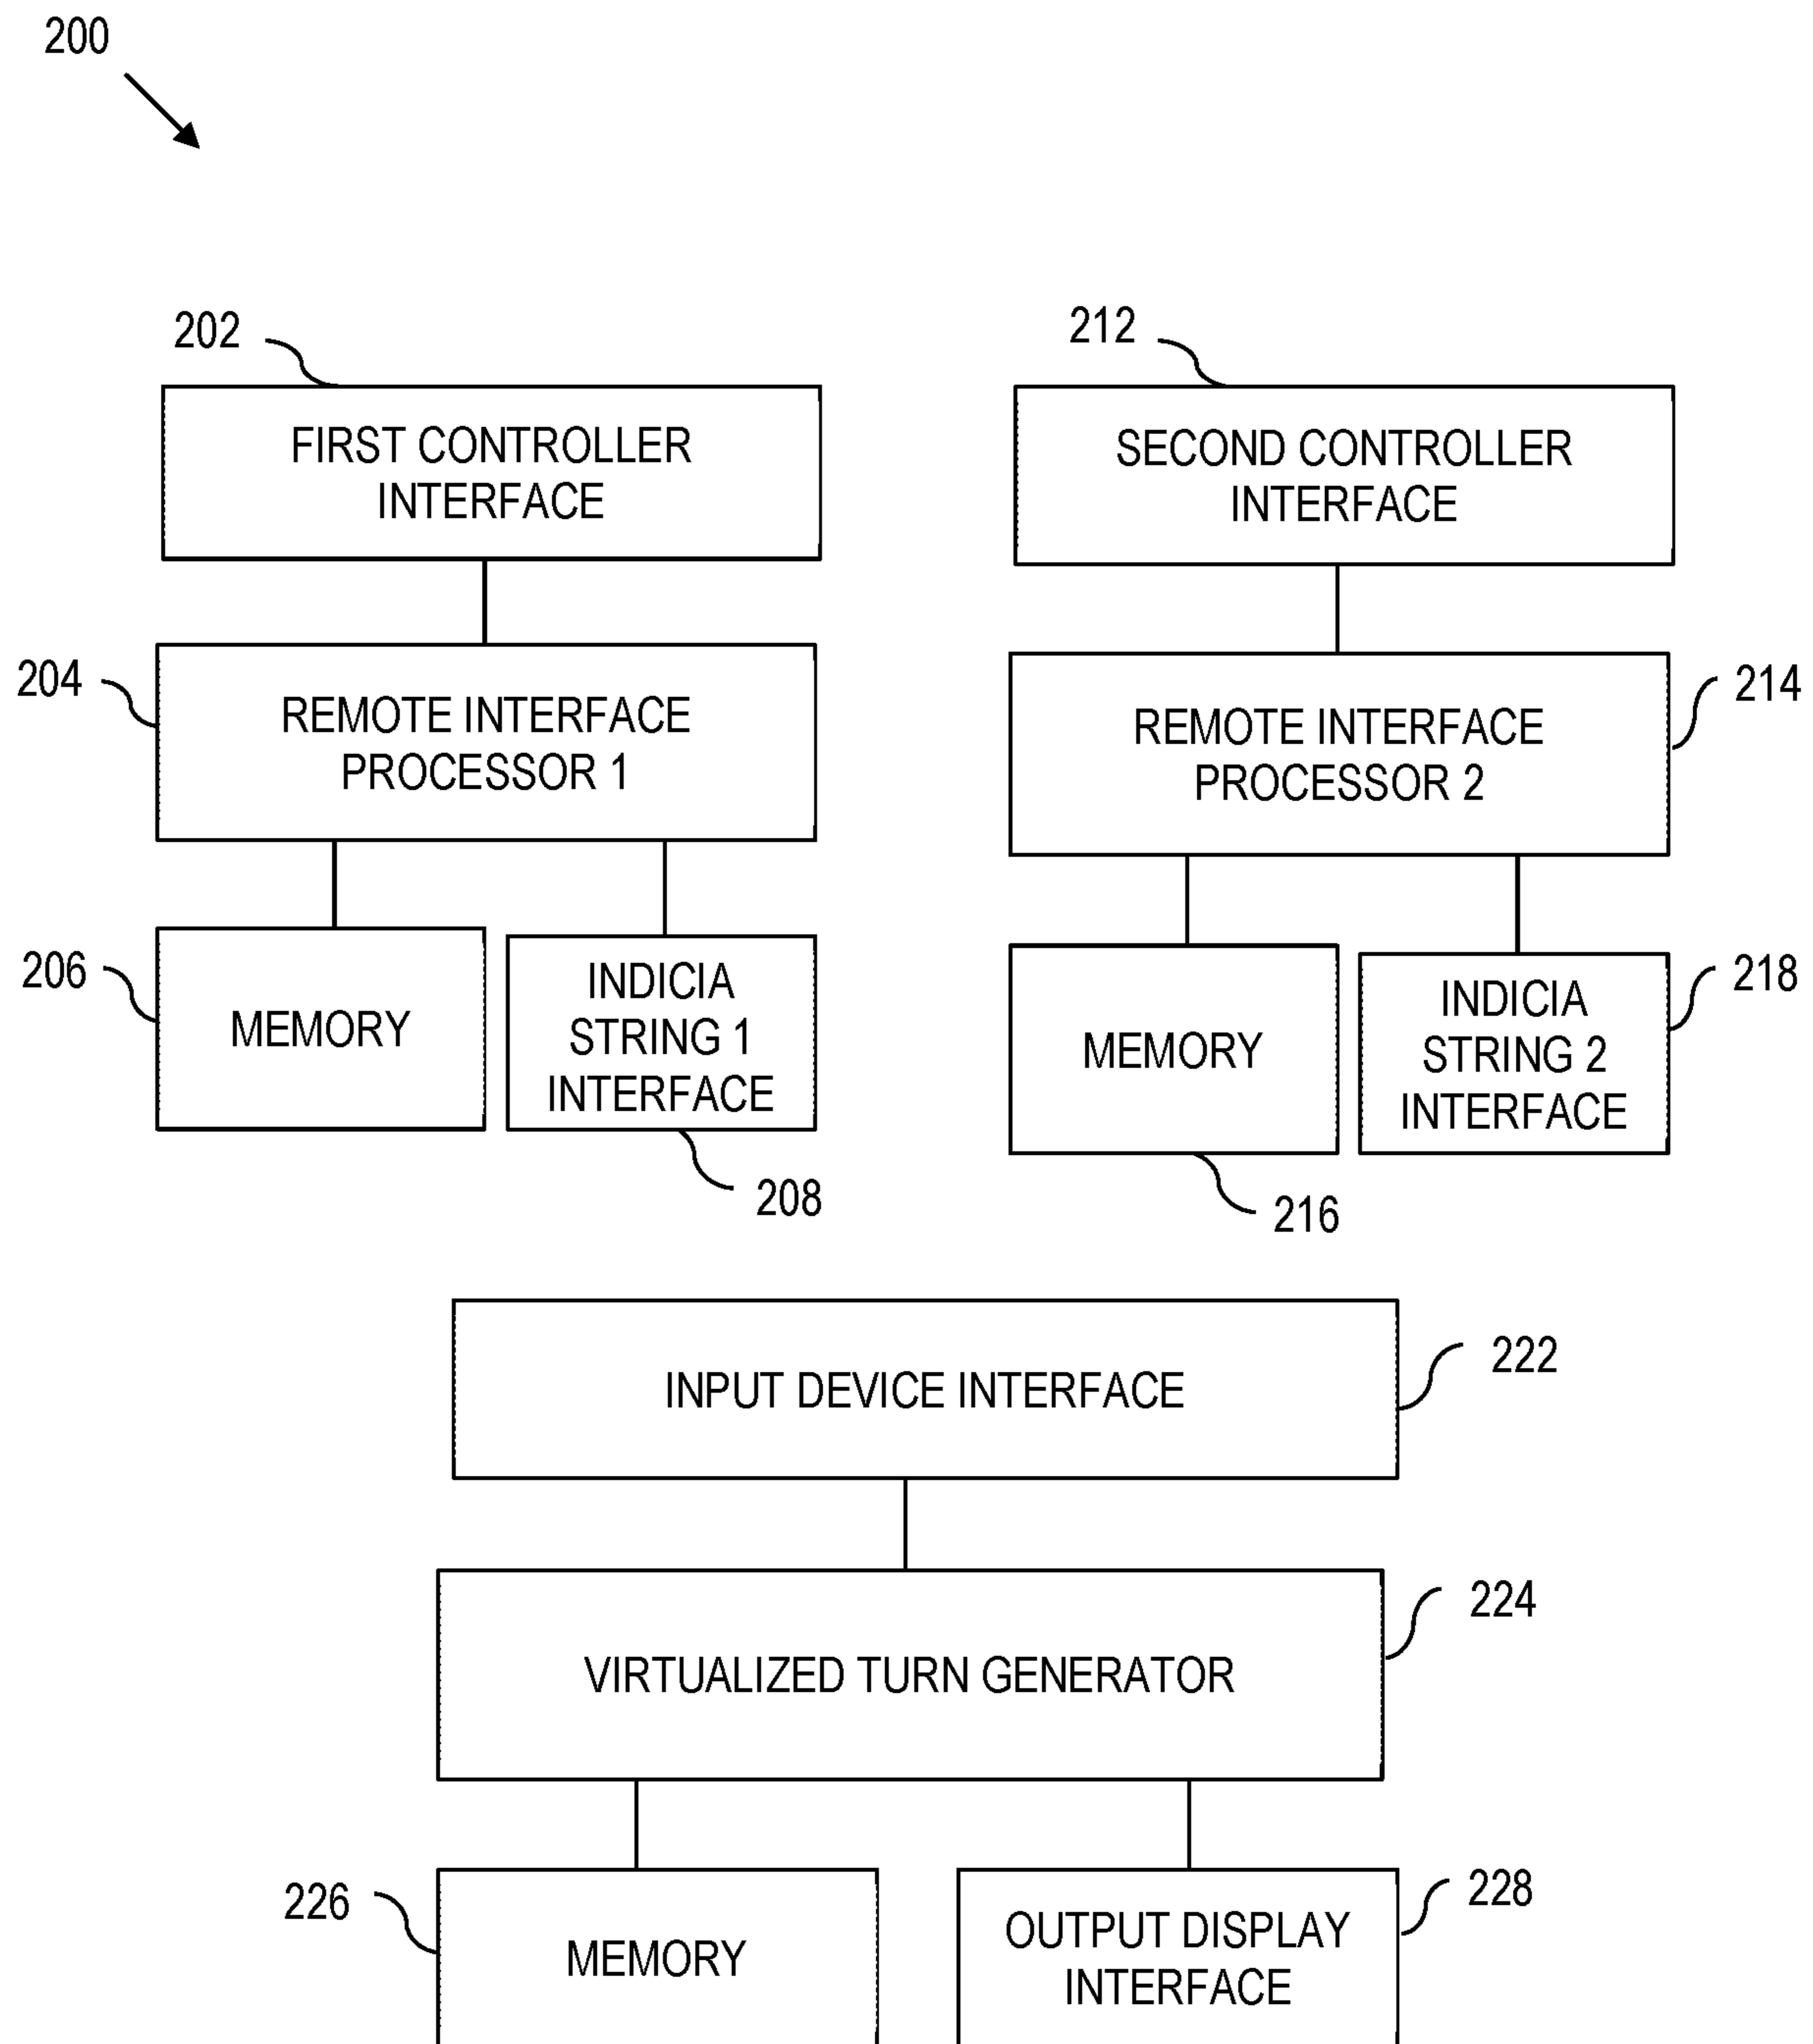 200
202
212
FIRST CONTROLLER
INTERFACE
SECOND CONTROLLER
INTERFACE
204
REMOTE INTERFACE
PROCESSOR 1
REMOTE INTERFACE
PROCESSOR 2
214
206
MEMORY
INDICIA
STRING 1
INTERFACE
208
MEMORY
216
INDICIA
STRING 2
INTERFACE
218
INPUT DEVICE INTERFACE
222
VIRTUALIZED TURN GENERATOR
224
226
MEMORY
OUTPUT DISPLAY
INTERFACE
228